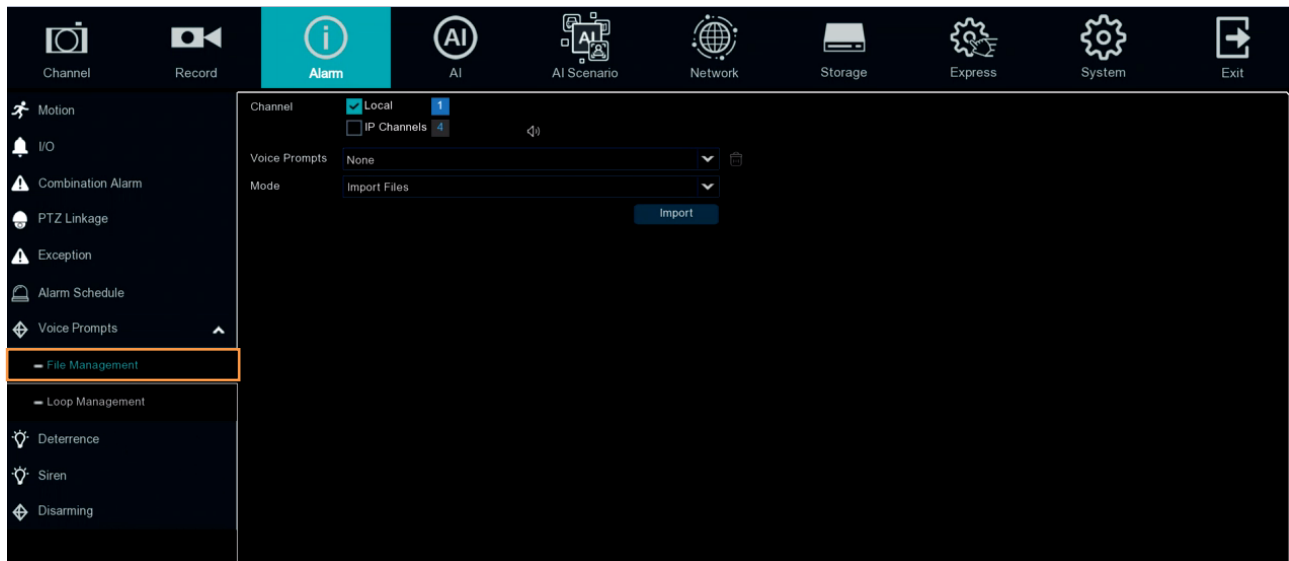 Channel Record Alarm AI AI Scenario Network Storage Express System Exit
Motion
I/O
Combination Alarm
PTZ Linkage
Exception
Alarm Schedule
Voice Prompts
File Management
Loop Management
Deterrence
Siren
Disarming
Channel Local 1
IP Channels 4
Voice Prompts None
Mode Import Files
Import